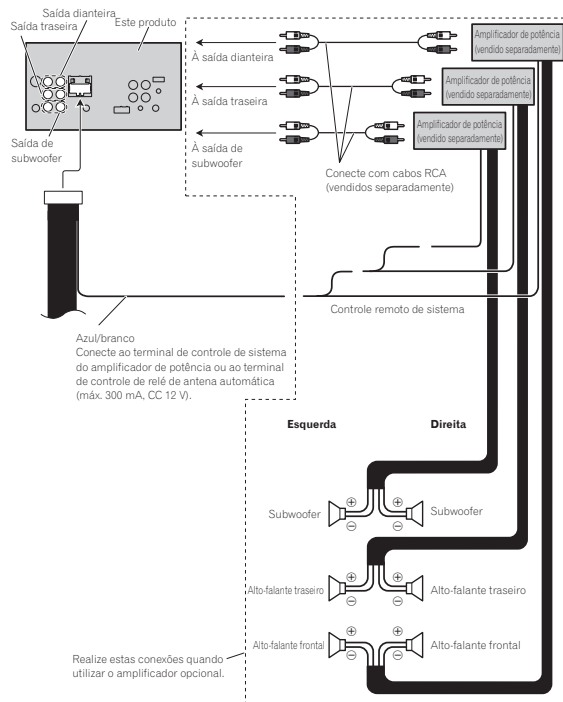 Saída dianteira
Saída traseira
Este produto
À saída dianteira
À saída traseira
À saída de
subwoofer
Saída de
subwoofer
Amplificador de potência
(vendido separadamente)
Amplificador de potência
(vendido separadamente)
Amplificador de potência
(vendido separadamente)
Conecte com cabos RCA
(vendidos separadamente)
Controle remoto de sistema
Azul/branco
Conecte ao terminal de controle de sistema
do amplificador de potência ou ao terminal
de controle de relé de antena automática
(máx. 300 mA, CC 12 V).
Esquerda
Direita
Subwoofer
+
−
+
−
Subwoofer
Alto-falante traseiro
+
−
+
−
Alto-falante traseiro
Alto-falante frontal
+
−
+
−
Alto-falante frontal
Realize estas conexões quando
utilizar o amplificador opcional.